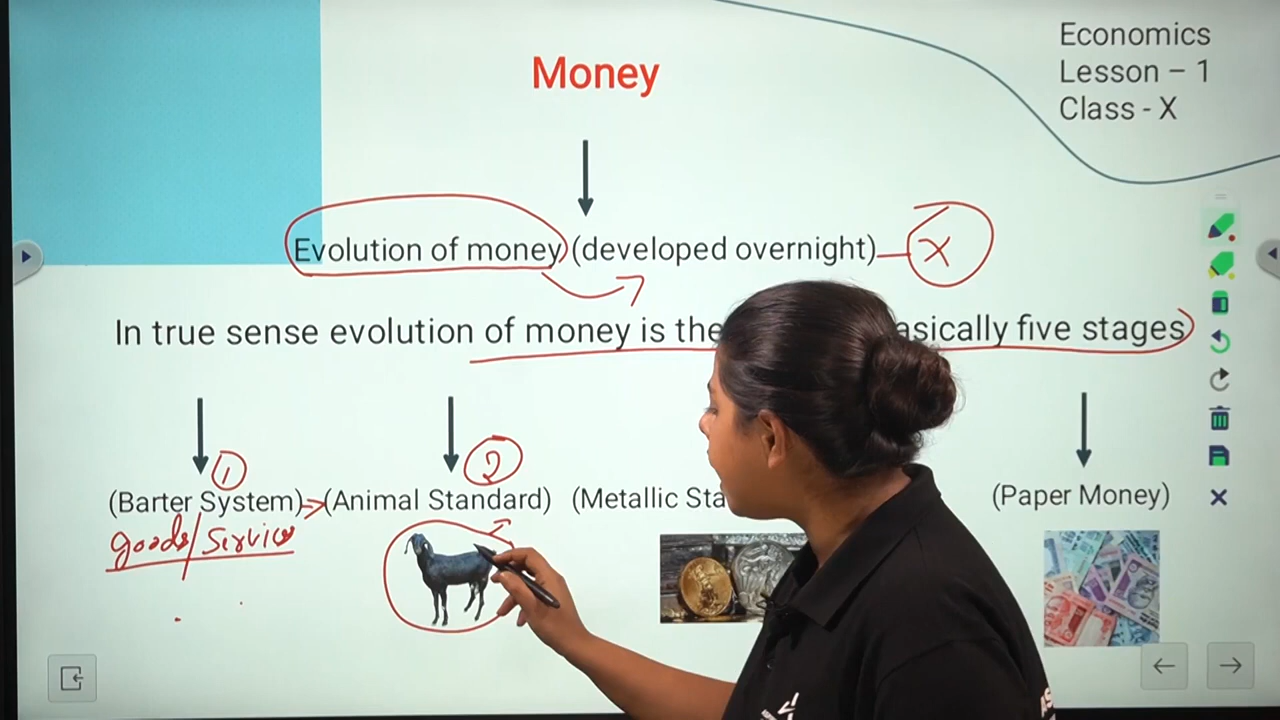 Economics
Lesson – 1
Class - X
Money
Evolution of money (developed overnight) – X
In true sense evolution of money is the asically five stages
1
2
(Barter System) → (Animal Standard) (Metallic Sta (Paper Money)
goods/Service